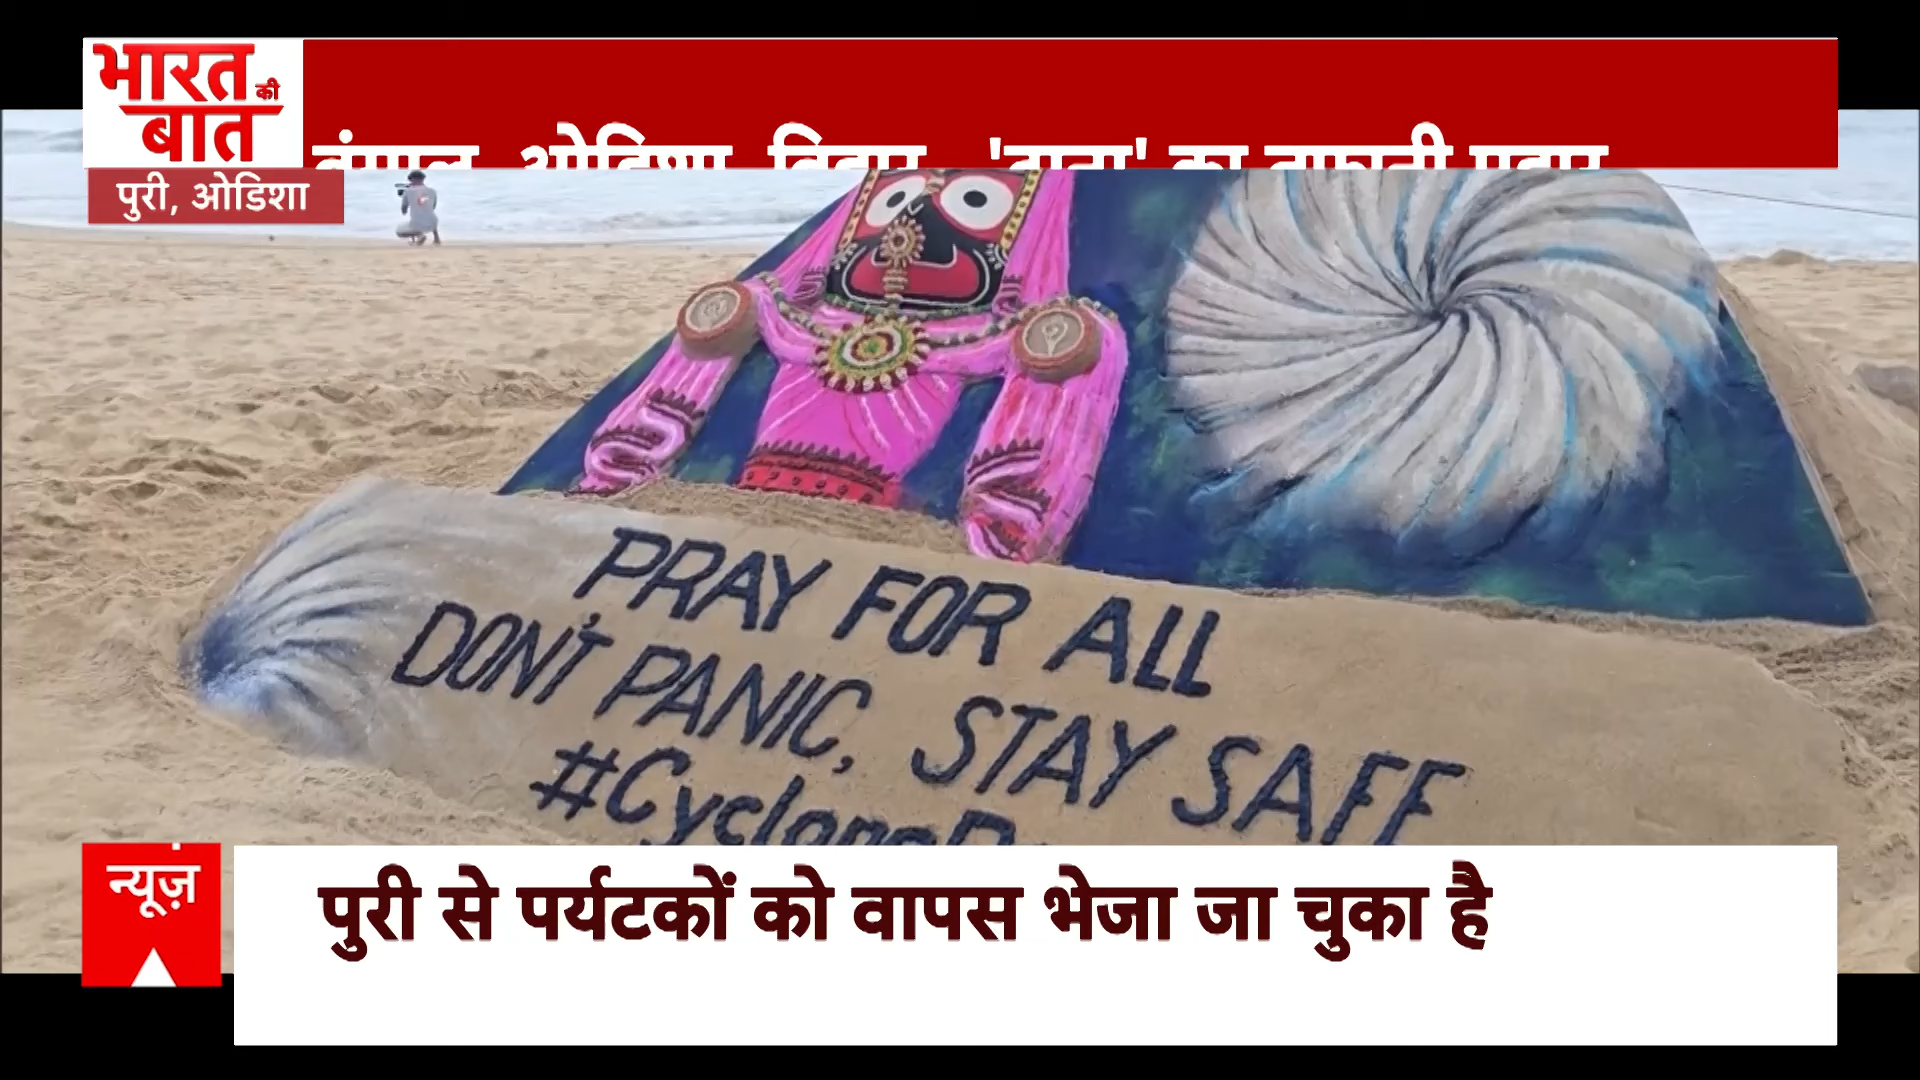 भारत की
बात
पुरी, ओडिशा
PRAY FOR ALL
DON'T PANIC, STAY SAFE
न्यूज़
पुरी से पर्यटकों को वापस भेजा जा चुका है